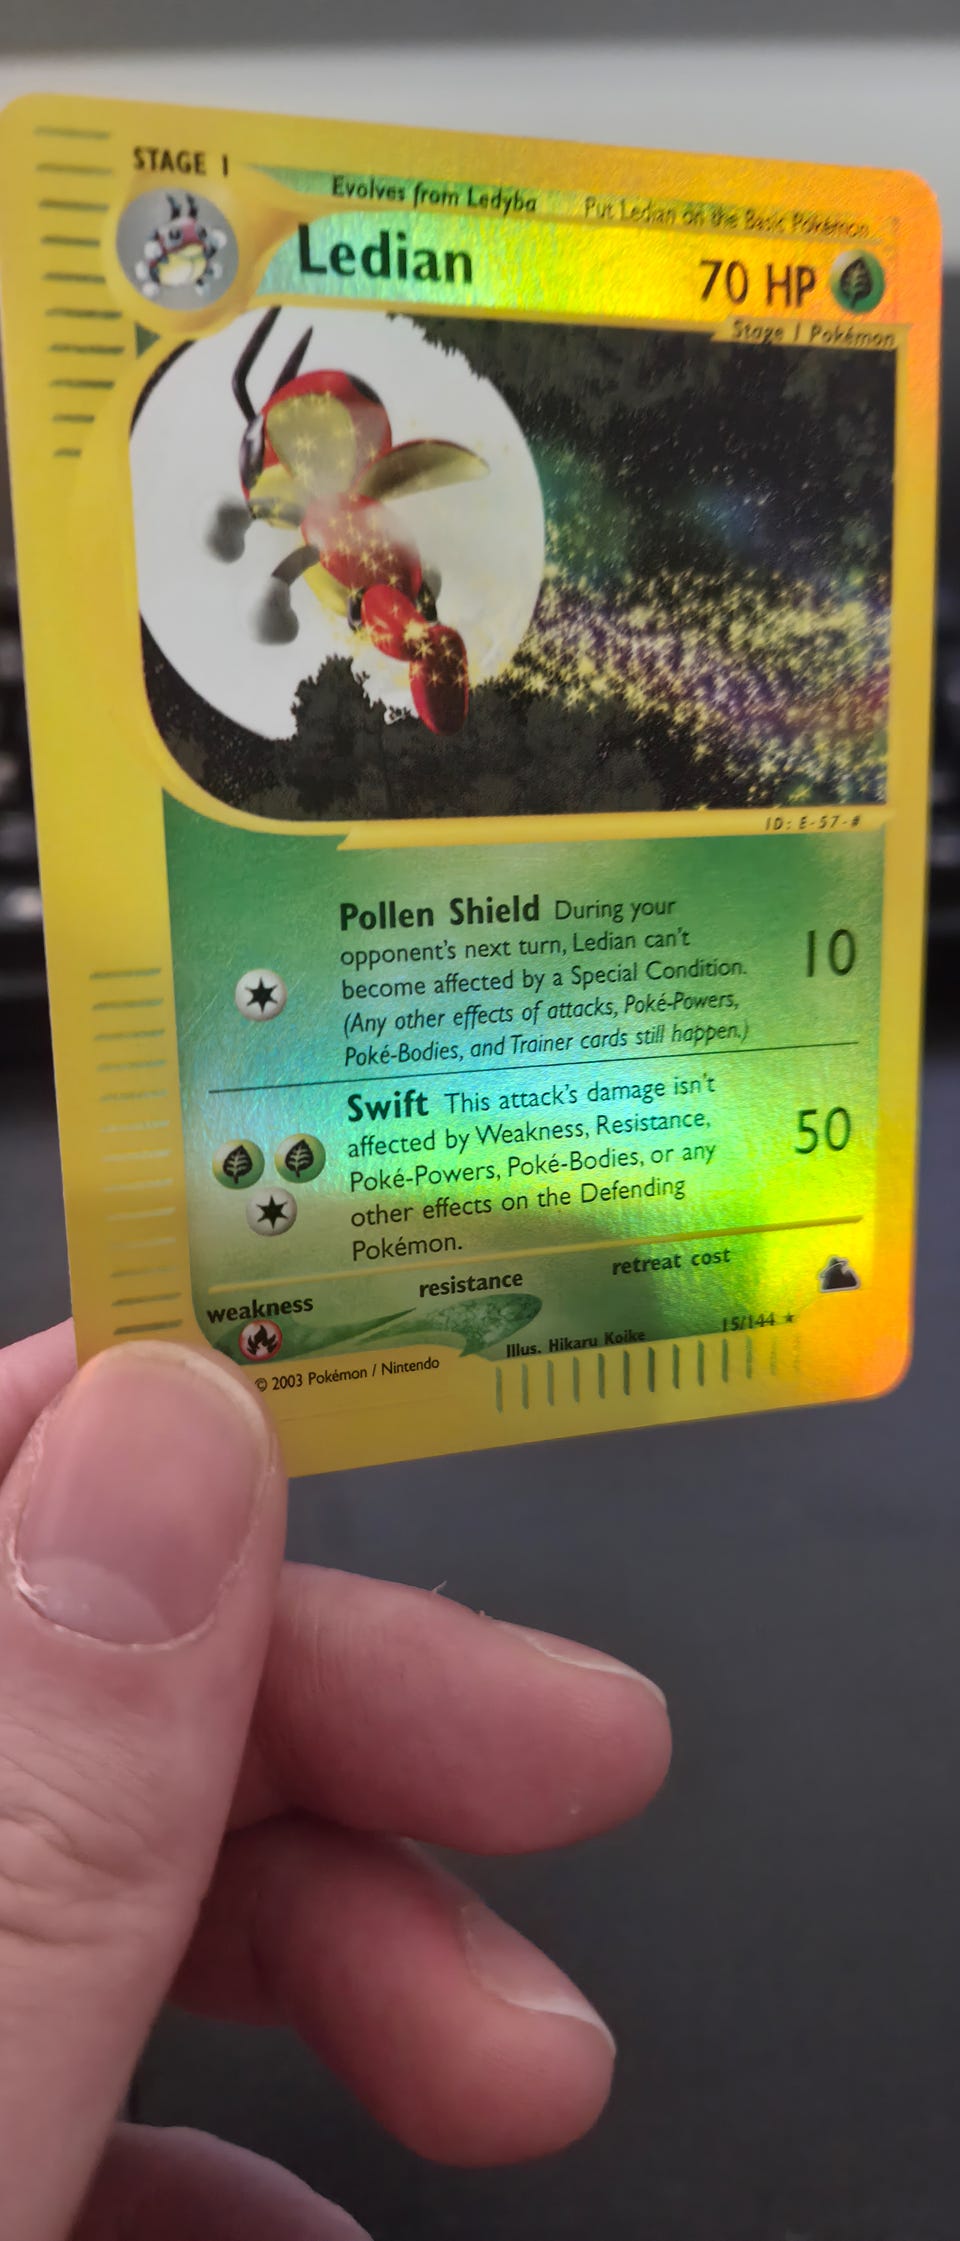 STAGE 1
Evolves from Ledyba
Put Ledian on the Basic Pokémon
Ledian
70 HP
Stage 1 Pokémon
ID: E-57-#
Pollen Shield During your
opponent's next turn, Ledian can't
become affected by a Special Condition.
(Any other effects of attacks, Poké-Powers,
Poké-Bodies, and Trainer cards still happen.)
10
Swift This attack's damage isn't
affected by Weakness, Resistance,
Poké-Powers, Poké-Bodies, or any
other effects on the Defending
Pokémon.
50
weakness
resistance
retreat cost
Illus. Hikaru Koike
15/144 ★
© 2003 Pokémon / Nintendo